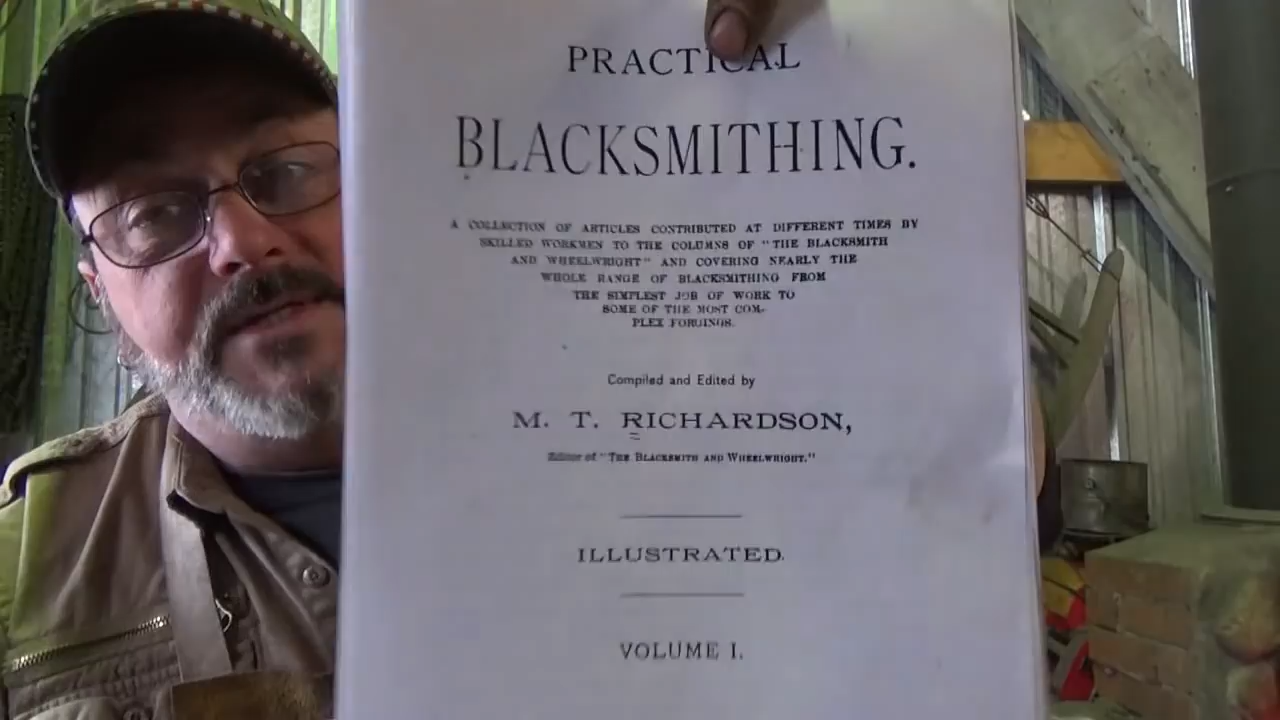 PRACTICAL
BLACKSMITHING.
A COLLECTION OF ARTICLES CONTRIBUTED AT DIFFERENT TIMES BY
SKILLED WORKMEN TO THE COLUMNS OF "THE BLACKSMITH
AND WHEELWRIGHT" AND COVERING NEARLY THE
WHOLE RANGE OF BLACKSMITHING FROM
THE SIMPLEST JOB OF WORK TO
SOME OF THE MOST COM-
PLEX FORGINGS.
Compiled and Edited by
M. T. RICHARDSON,
Editor of "THE BLACKSMITH AND WHEELWRIGHT."
ILLUSTRATED.
VOLUME I.